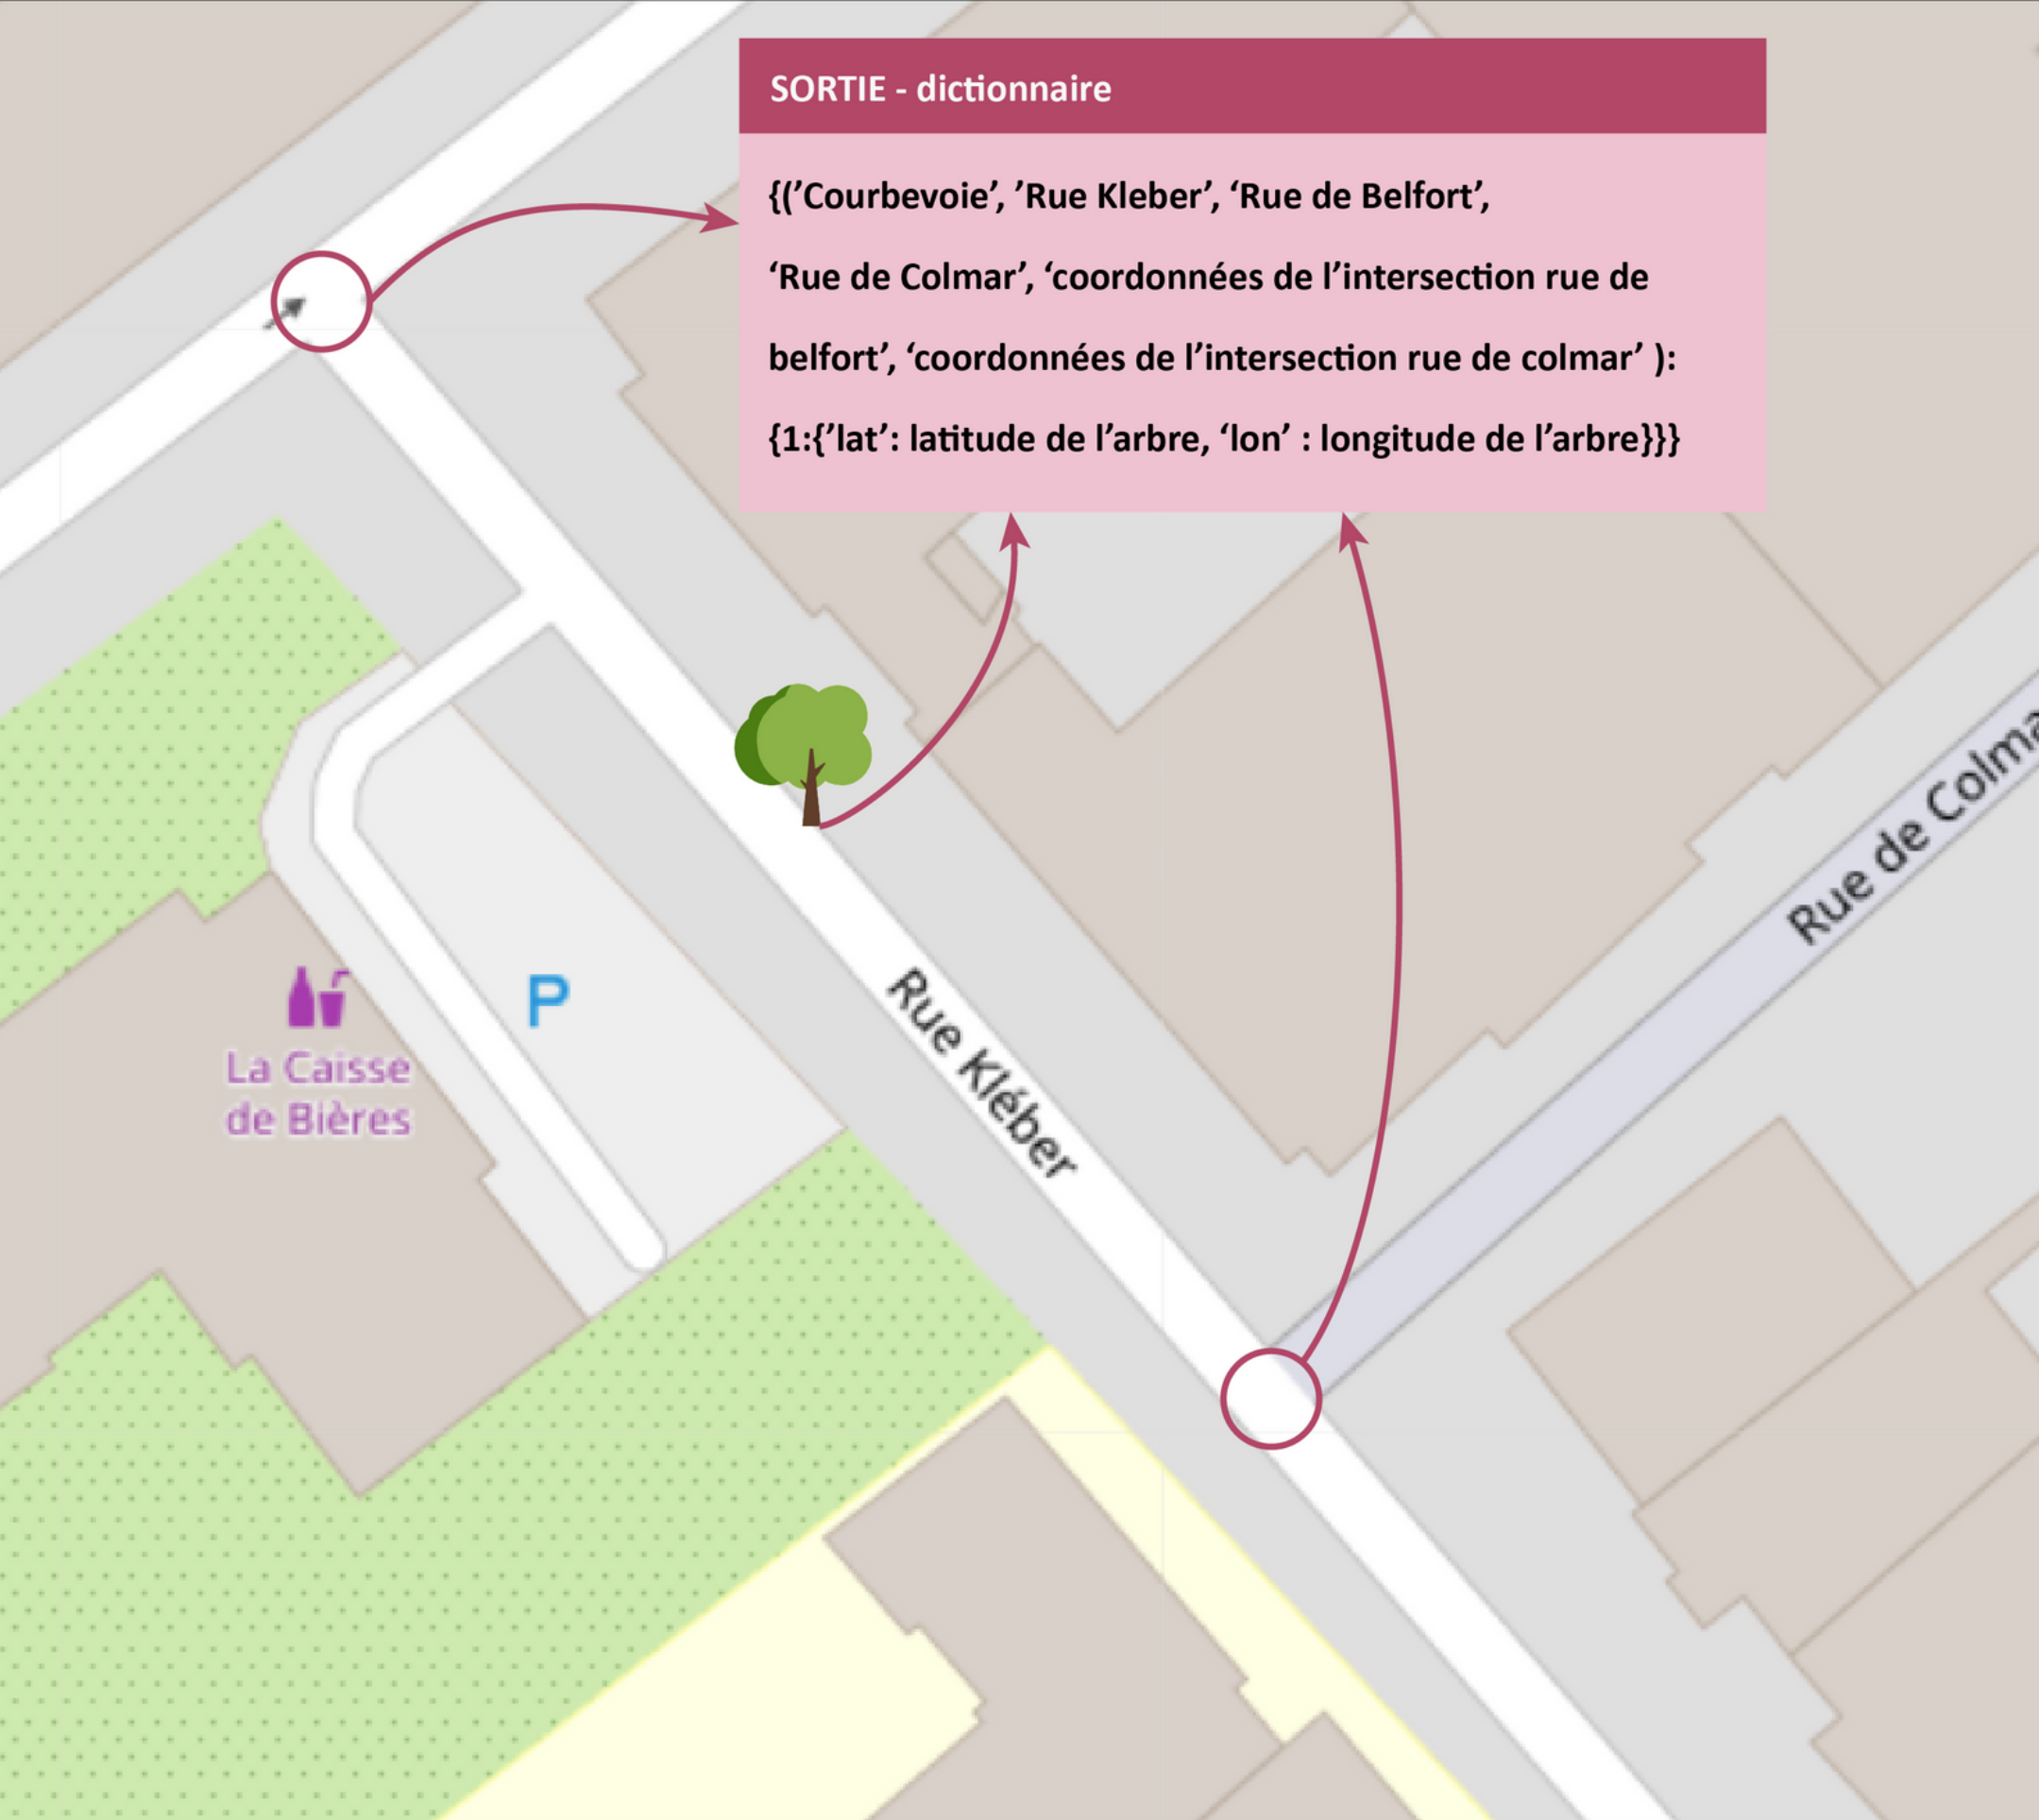 SORTIE - dictionnaire
{(’Courbevoie’, ’Rue Kleber’, ‘Rue de Belfort’,
‘Rue de Colmar’, ‘coordonnées de l’intersection rue de
belfort’, ‘coordonnées de l’intersection rue de colmar’ ):
{1:{’lat’: latitude de l’arbre, ‘lon’ : longitude de l’arbre}}}
Rue de Colma
P
La Caisse
de Bières
Rue Kléber